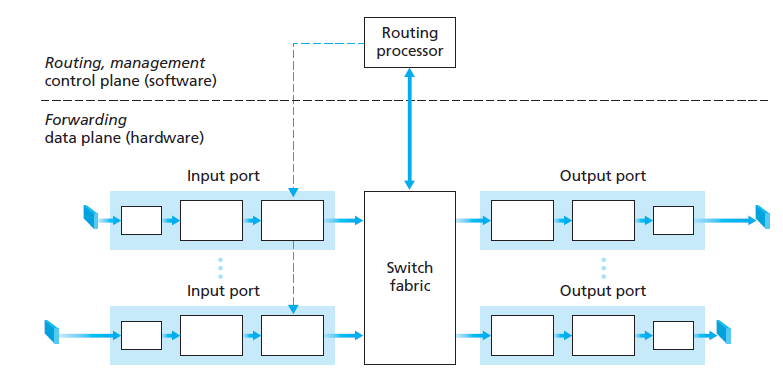 Routing
processor
Routing, management
control plane (software)
Forwarding
data plane (hardware)
Input port
Output port
Switch
fabric
Input port
Output port